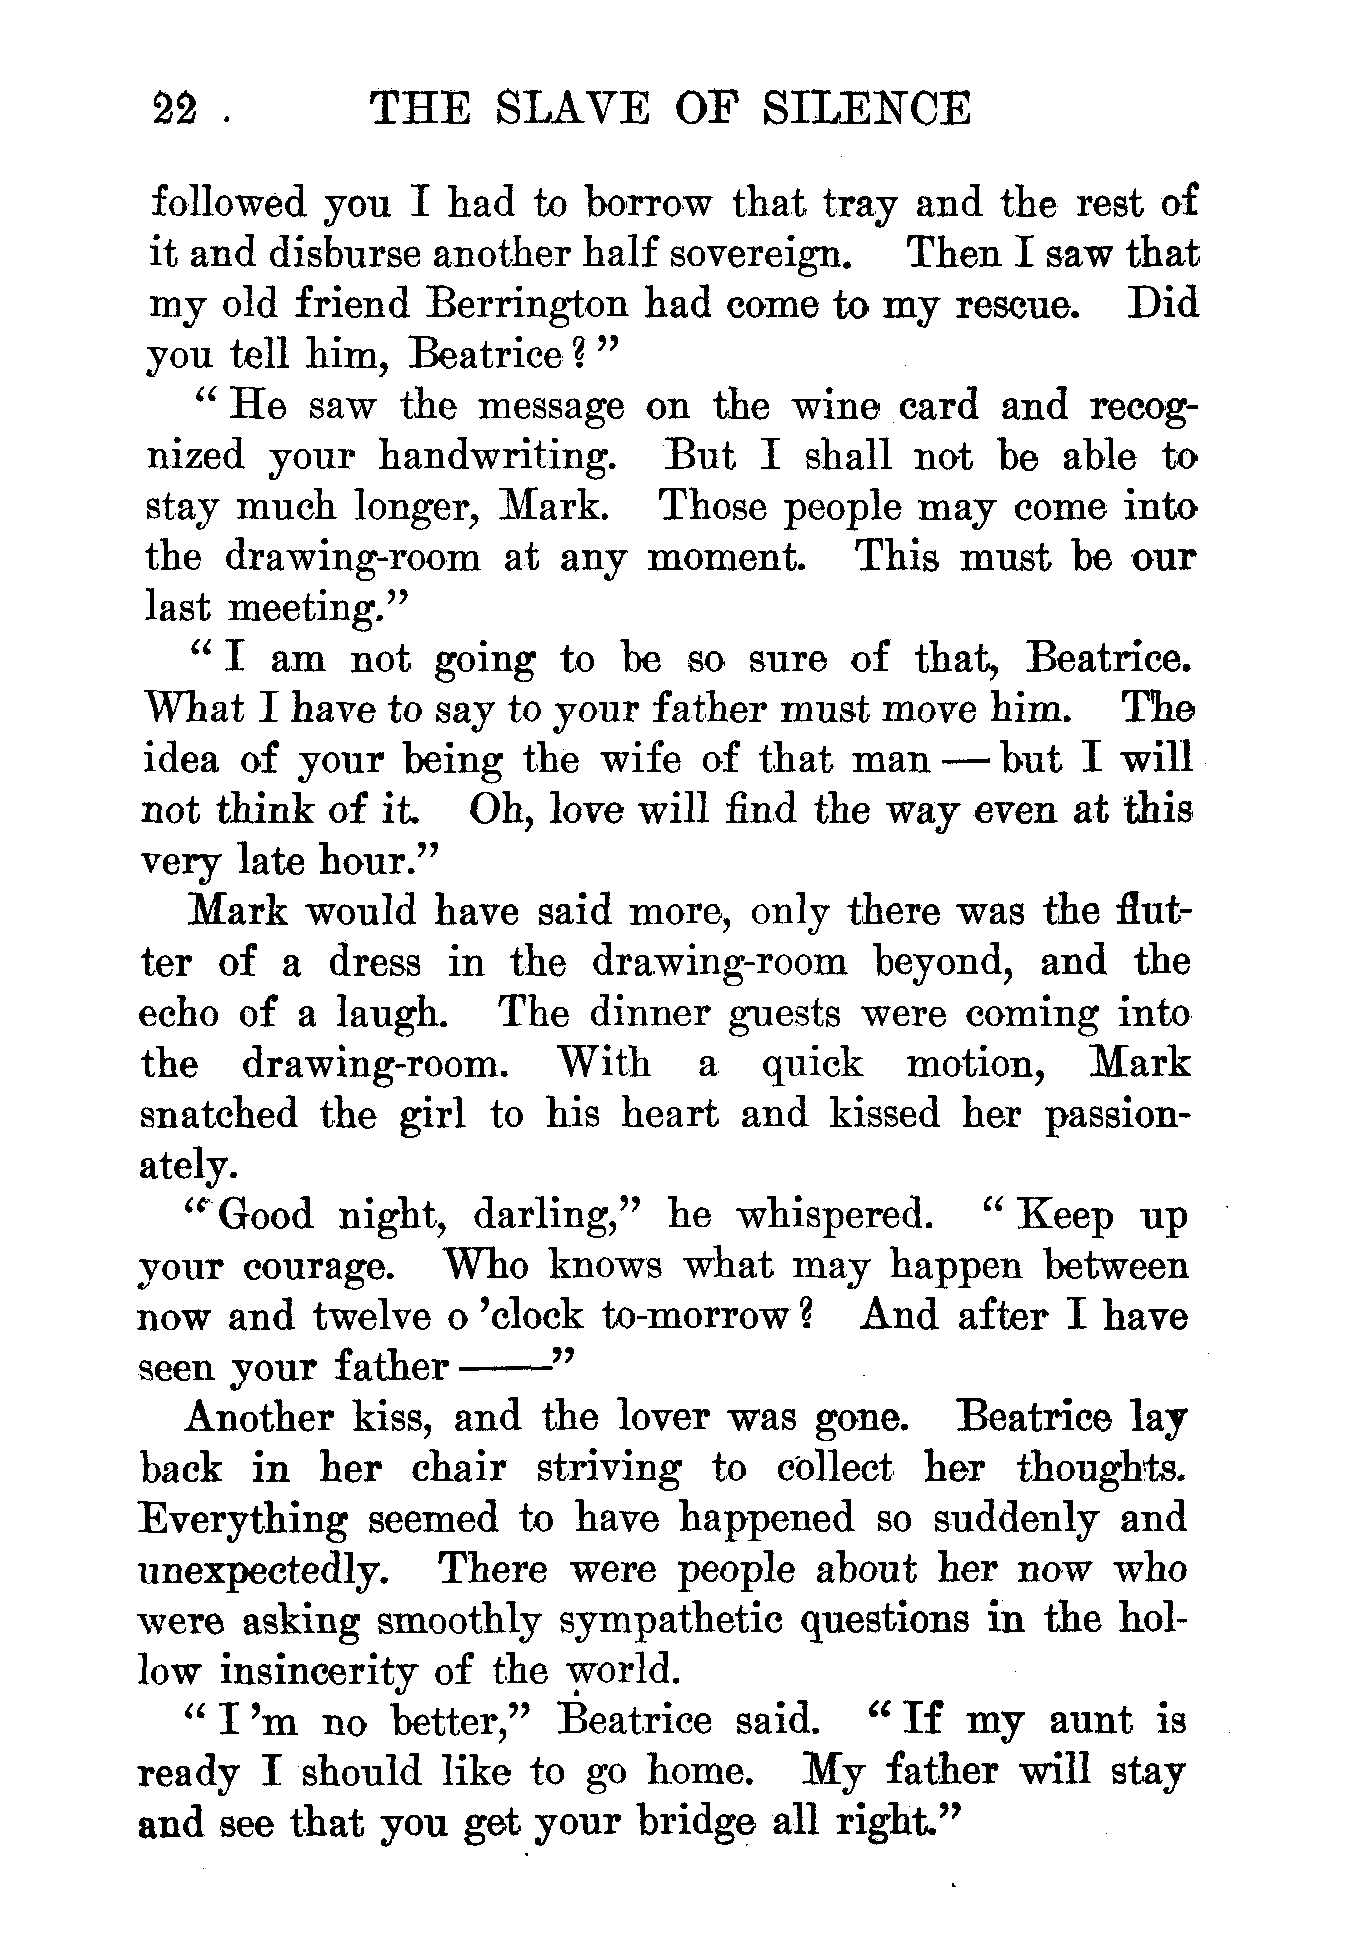 22 . THE SLAVE OF SILENCE
followed you I had to borrow that tray and the rest of
it and disburse another half sovereign. Then I saw that
my old friend Berrington had come to my rescue. Did
you tell him, Beatrice?”
“He saw the message on the wine card and recog-
nized your handwriting. But I shall not be able to
stay much longer, Mark. Those people may come into
the drawing-room at any moment. This must be our
last meeting.”
“I am not going to be so sure of that, Beatrice.
What I have to say to your father must move him. The
idea of your being the wife of that man — but I will
not think of it. Oh, love will find the way even at this
very late hour.”
Mark would have said more, only there was the flut-
ter of a dress in the drawing-room beyond, and the
echo of a laugh. The dinner guests were coming into
the drawing-room. With a quick motion, Mark
snatched the girl to his heart and kissed her passion-
ately.
“Good night, darling,” he whispered. “Keep up
your courage. Who knows what may happen between
now and twelve o’clock to-morrow? And after I have
seen your father ——”
Another kiss, and the lover was gone. Beatrice lay
back in her chair striving to collect her thoughts.
Everything seemed to have happened so suddenly and
unexpectedly. There were people about her now who
were asking smoothly sympathetic questions in the hol-
low insincerity of the world.
“I’m no better,” Beatrice said. “If my aunt is
ready I should like to go home. My father will stay
and see that you get your bridge all right.”